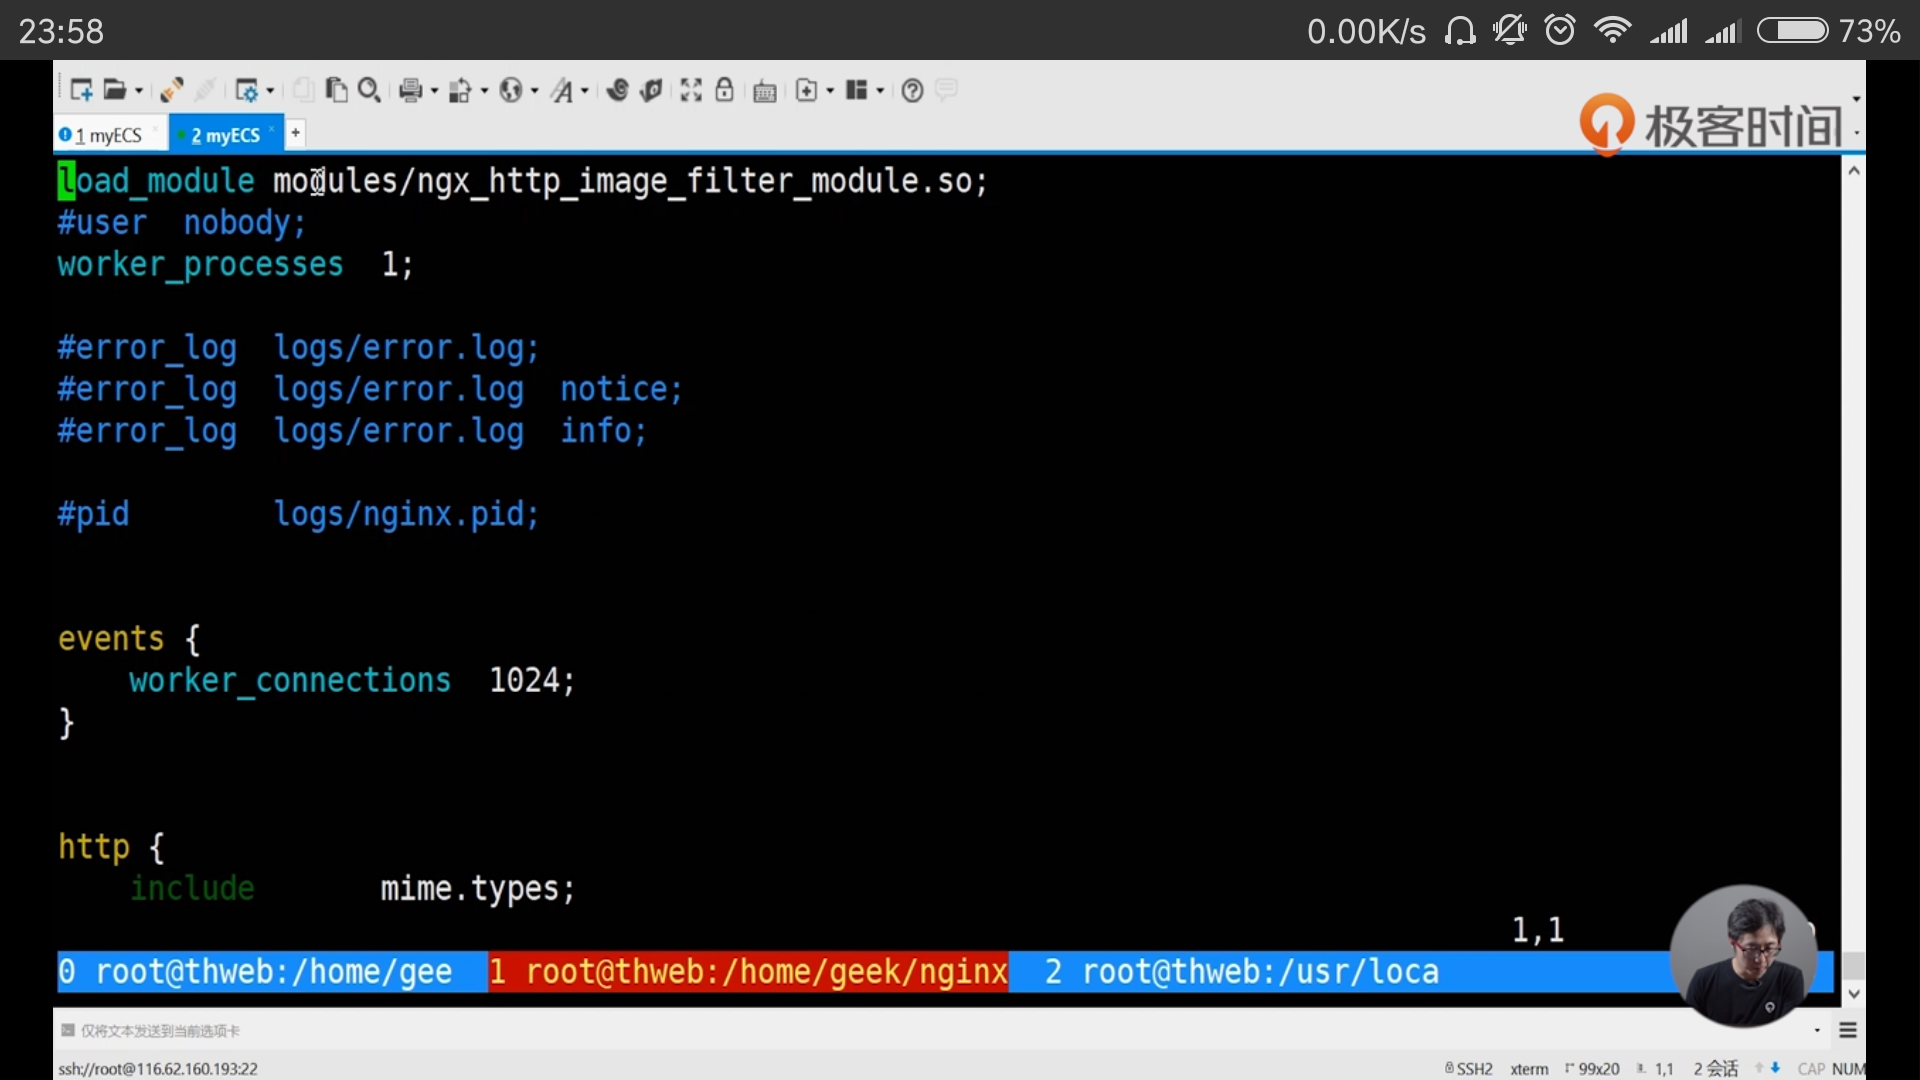 23:58
0.00K/s
73%
极客时间
1 myECS
2 myECS
+
load_module modules/ngx_http_image_filter_module.so;
#user  nobody;
worker_processes  1;
#error_log  logs/error.log;
#error_log  logs/error.log  notice;
#error_log  logs/error.log  info;
#pid        logs/nginx.pid;
events {
    worker_connections  1024;
}
http {
    include       mime.types;
1,1
0 root@thweb:/home/gee  1 root@thweb:/home/geek/nginx  2 root@thweb:/usr/loca
仅将文本发送到当前选项卡
ssh://root@116.62.160.193:22
SSH2 xterm 99x20 1,1 2 会话 CAP NUM